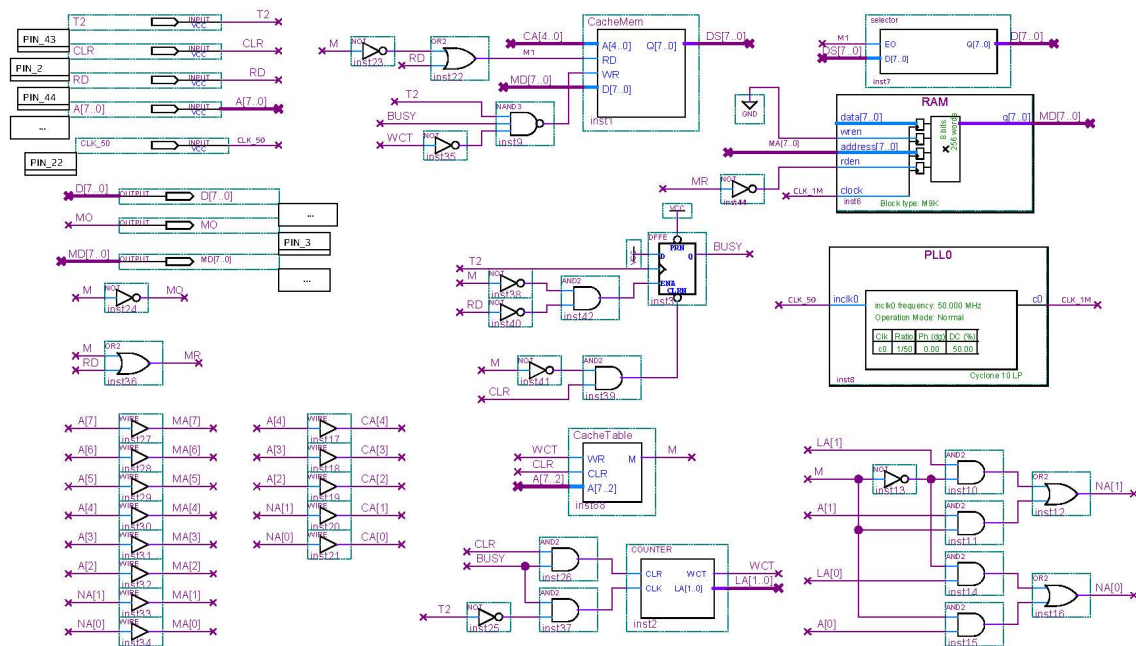 T2 INPUT VCC T2
PIN_43
CLR INPUT VCC CLR
PIN_2
RD INPUT VCC RD
PIN_44
A[7..0] INPUT VCC A[7..0]
...
CLK_50 INPUT VCC CLK_50
PIN_22
D[7..0] OUTPUT D[7..0]
...
MO OUTPUT MO
PIN_3
MD[7..0] OUTPUT MD[7..0]
...
M NOT MO
inst24
OR2
M
RD MR
inst36
A[7] WIRE MA[7]
inst27
A[6] WIRE MA[6]
inst28
A[5] WIRE MA[5]
inst29
A[4] WIRE MA[4]
inst30
A[3] WIRE MA[3]
inst31
A[2] WIRE MA[2]
inst32
NA[1] WIRE MA[1]
inst33
NA[0] WIRE MA[0]
inst34
A[4] WIRE CA[4]
inst17
A[3] WIRE CA[3]
inst18
A[2] WIRE CA[2]
inst19
NA[1] WIRE CA[1]
inst20
NA[0] WIRE CA[0]
inst21
M NOT
inst23
OR2
RD M1
inst22
CacheMem
CA[4..0] A[4..0] Q[7..0] DS[7..0]
RD
WR
MD[7..0] D[7..0]
inst1
T2
BUSY NAND3
WCT NOT
inst35
inst9
selector
M1 EO Q[7..0] D[7..0]
DS[7..0] D[7..0]
inst7
GND
RAM
data[7..0] q[7..0] MD[7..0]
wren
MA[7..0] address[7..0]
rden
8 bits
256 words
MR NOT
inst44
CLK_1M clock
inst6
Block type: M9K
VCC
DFFE
PRN
VCC D Q BUSY
T2
M NOT
inst38
ENA
CLRN
RD NOT
inst40
AND2
inst42
M NOT
inst41
CLR AND2
inst39
PLL0
CLK_50 inclk0 c0 CLK_1M
inclk0 frequency: 50.000 MHz
Operation Mode: Normal
Clk Ratio Ph (dg) DC (%)
c0 1/50 0.00 50.00
inst8
Cyclone 10 LP
CacheTable
WCT WR M M
CLR CLR
A[7..2] A[7..2]
CLR
BUSY AND2
inst26
T2 NOT
inst25
AND2
inst37
COUNTER
CLR WCT WCT
CLK LA[1..0] LA[1..0]
inst2
LA[1]
M NOT
inst13
AND2
inst10
A[1] AND2
inst11
OR2
NA[1]
inst12
LA[0] AND2
inst14
A[0] AND2
inst15
OR2
NA[0]
inst16